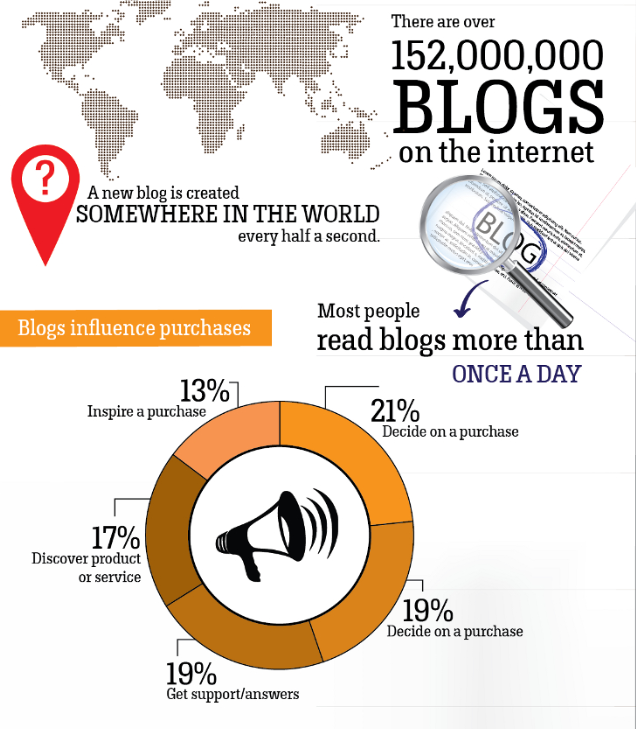 There are over
152,000,000
BLOGS
on the internet
?
A new blog is created
SOMEWHERE IN THE WORLD
every half a second.
BLOG
Blogs influence purchases
Most people
read blogs more than
ONCE A DAY
13%
Inspire a purchase
21%
Decide on a purchase
17%
Discover product
or service
19%
Decide on a purchase
19%
Get support/answers